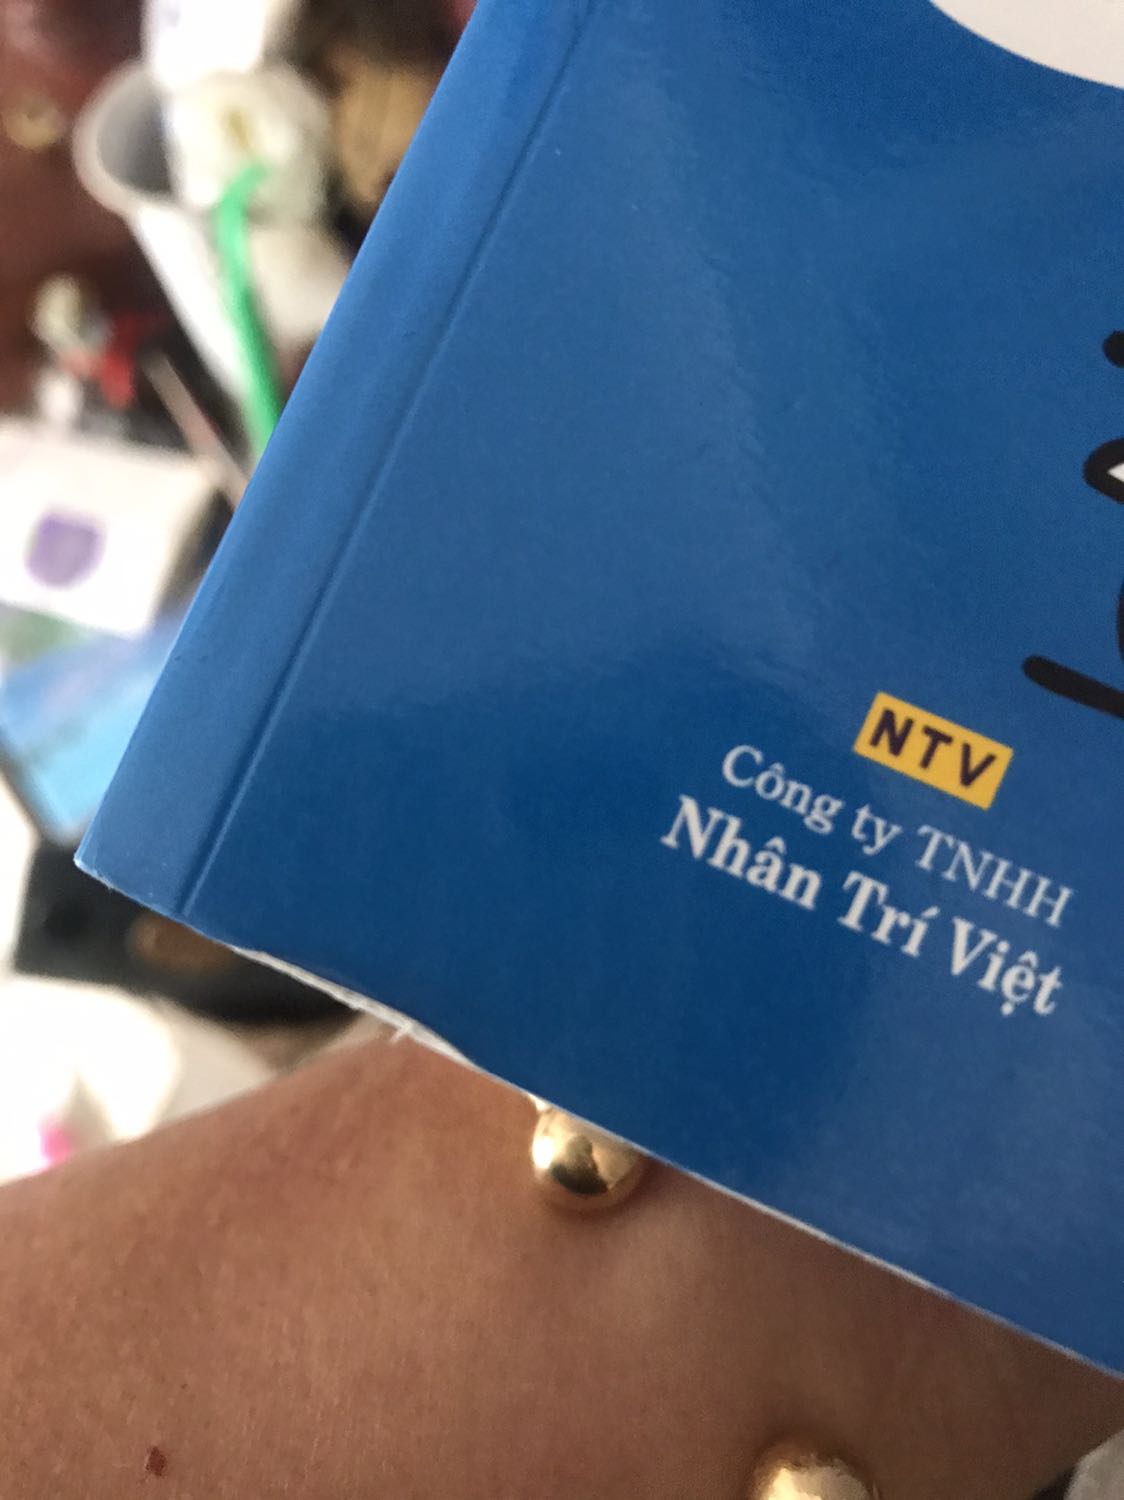 NTV
Công ty TNHH
Nhân Trí Việt